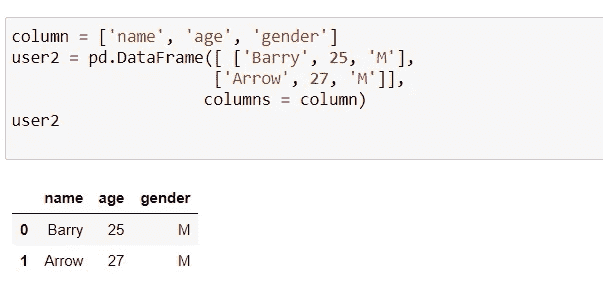 column = ['name', 'age', 'gender']
user2 = pd.DataFrame([ ['Barry', 25, 'M'],
['Arrow', 27, 'M']],
columns = column)
user2
name age gender
0 Barry 25 M
1 Arrow 27 M